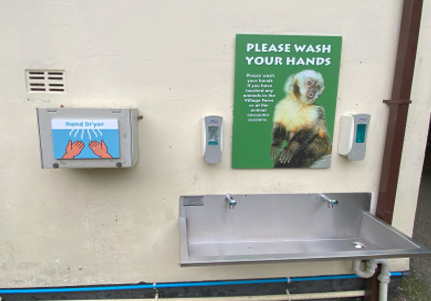 Hand Dryer
PLEASE WASH
YOUR HANDS
Please wash
your hands
if you have
touched any
animals in the
Village Farm
or at the
animal
encounter
sessions.